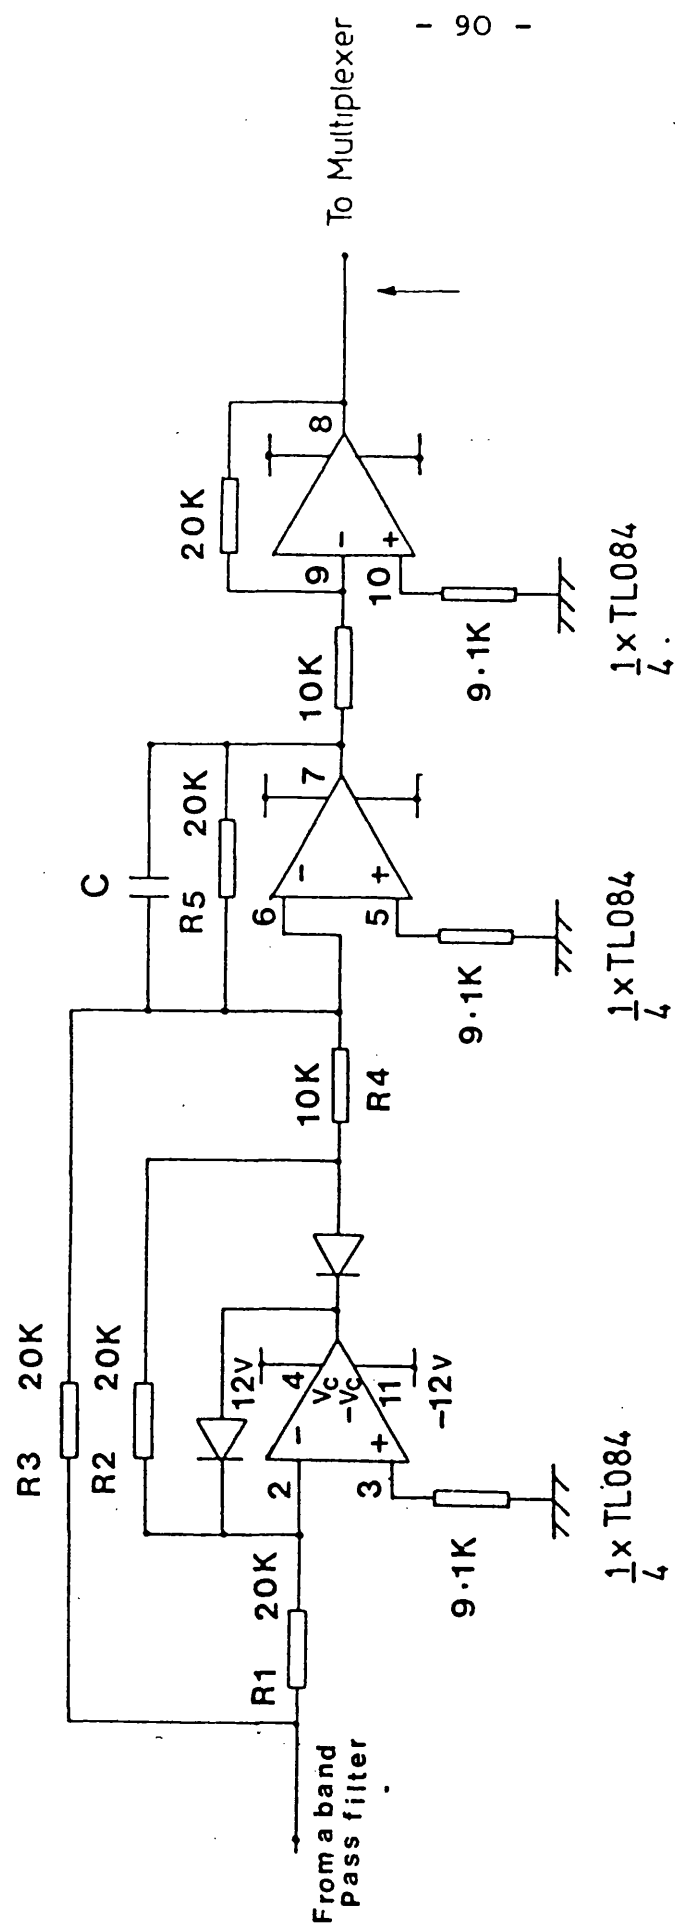 - 90 -
From a band
Pass filter
R1
20K
R3
20K
R2
20K
2
3
-
+
12v
4
Vc
-Vc
11
-12v
9·1K
1/4 x TL084
10K
R4
C
R5
20K
6
5
-
+
7
9·1K
1/4 x TL084
10K
20K
9
10
-
+
8
9·1K
1/4 x TL084
To Multiplexer